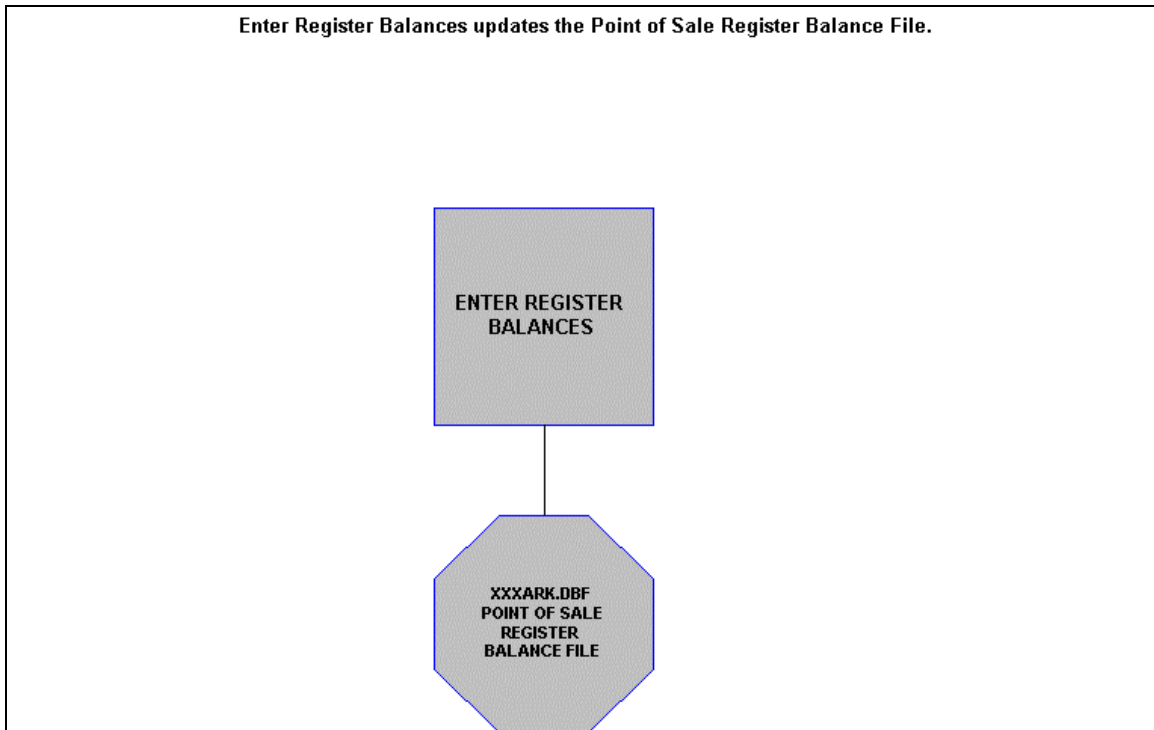 Enter Register Balances updates the Point of Sale Register Balance File.
ENTER REGISTER
BALANCES
XXXARK.DBF
POINT OF SALE
REGISTER
BALANCE FILE